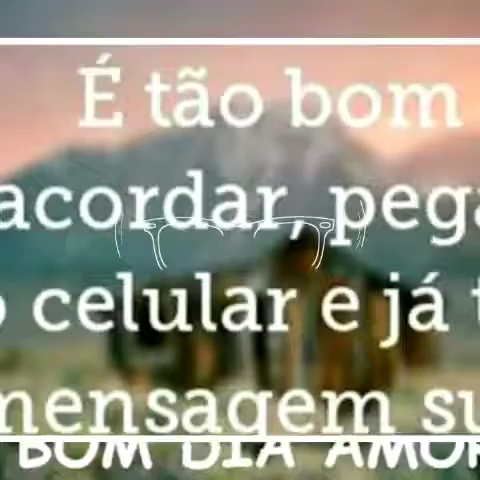 É tão bom
acordar, pega
o celular e já t
mensagem su
BOM DIA AMOR